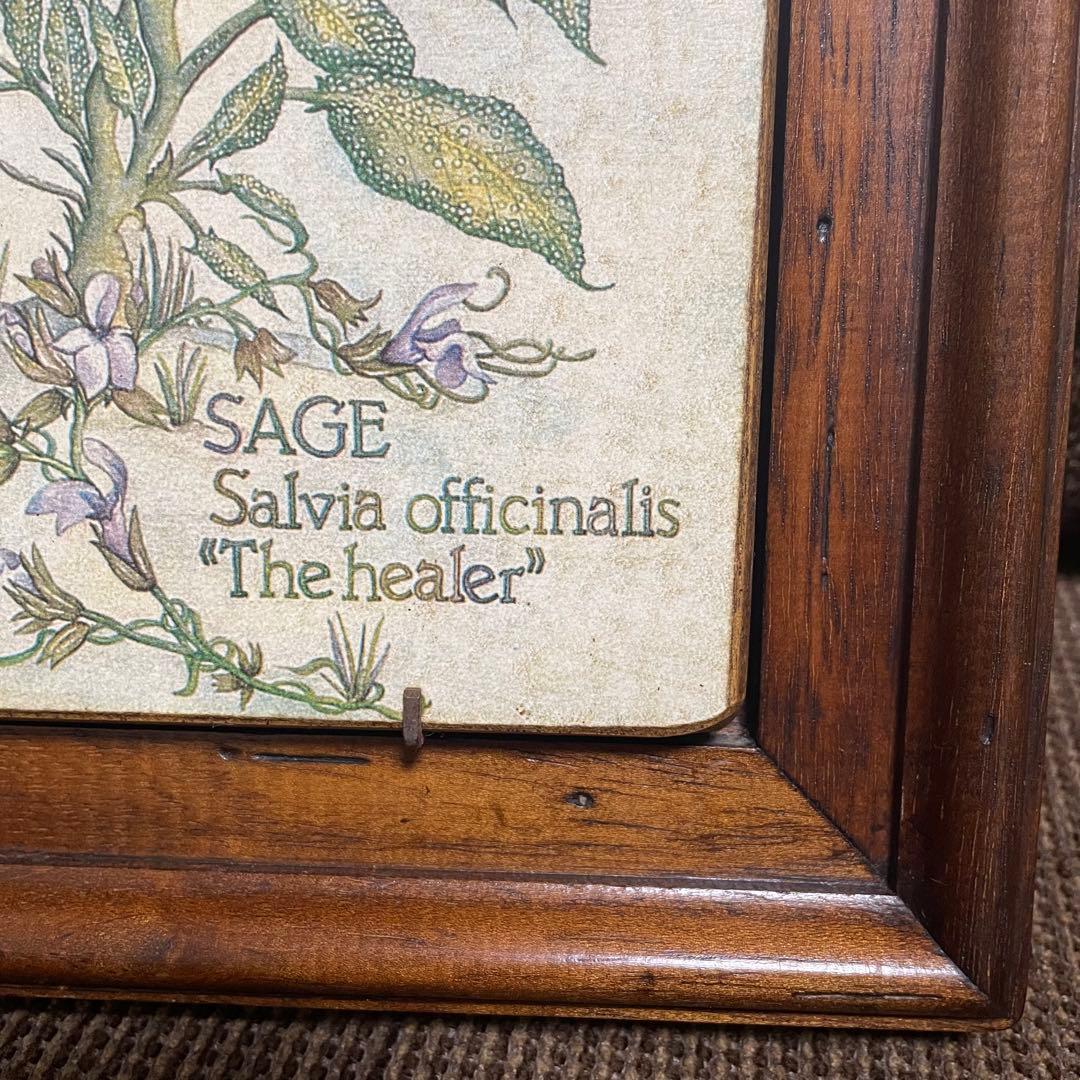 SAGE
Salvia officinalis
“The healer”